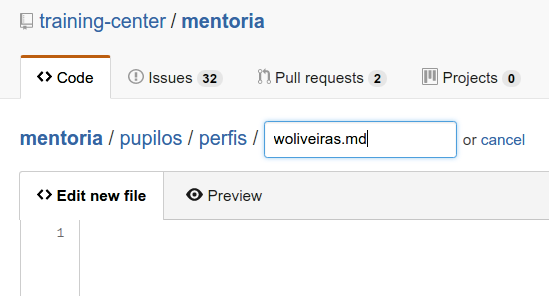 training-center / mentoria
Code Issues 32 Pull requests 2 Projects 0
mentoria / pupilos / perfis / woliveiras.md or cancel
Edit new file Preview
1